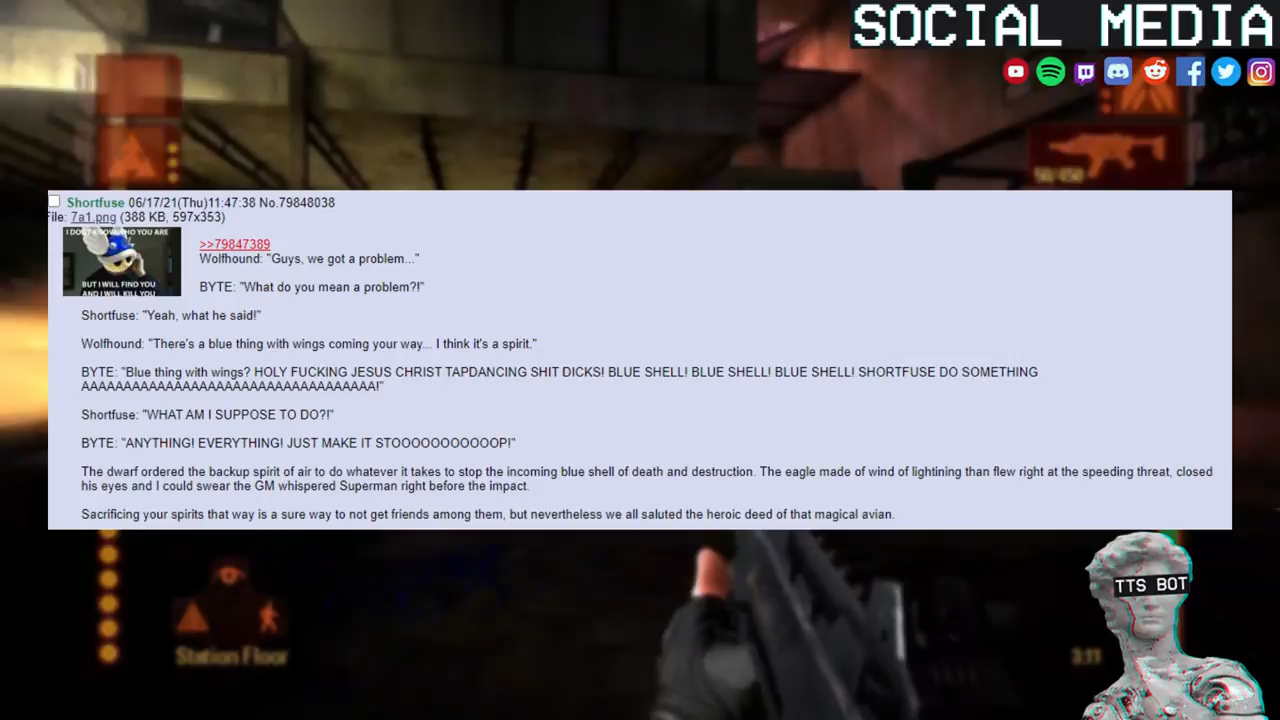 SOCIAL MEDIA
Shortfuse 06/17/21(Thu)11:47:38 No.79848038
File: 7a1.png (388 KB, 597x353)
I DON'T KNOW WHO YOU ARE
BUT I WILL FIND YOU
AND I WILL KILL YOU
>>79847389
Wolfhound: "Guys, we got a problem..."
BYTE: "What do you mean a problem?!"
Shortfuse: "Yeah, what he said!"
Wolfhound: "There's a blue thing with wings coming your way... I think it's a spirit."
BYTE: "Blue thing with wings? HOLY FUCKING JESUS CHRIST TAPDANCING SHIT DICKS! BLUE SHELL! BLUE SHELL! BLUE SHELL! SHORTFUSE DO SOMETHING
AAAAAAAAAAAAAAAAAAAAAAAAAAAAAAAAAAA!"
Shortfuse: "WHAT AM I SUPPOSE TO DO?!"
BYTE: "ANYTHING! EVERYTHING! JUST MAKE IT STOOOOOOOOOOP!"
The dwarf ordered the backup spirit of air to do whatever it takes to stop the incoming blue shell of death and destruction. The eagle made of wind of lightining than flew right at the speeding threat, closed
his eyes and I could swear the GM whispered Superman right before the impact.
Sacrificing your spirits that way is a sure way to not get friends among them, but nevertheless we all saluted the heroic deed of that magical avian.
TTS BOT
Station Floor
3:11